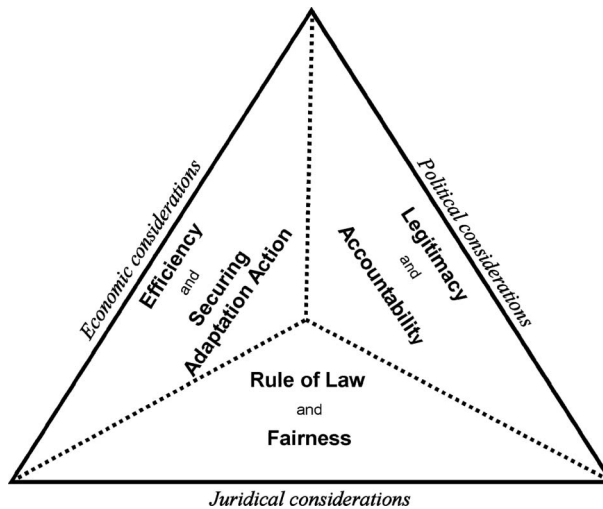 Economic considerations
Efficiency
and
Securing
Adaptation Action
Political considerations
Legitimacy
and
Accountability
Rule of Law
and
Fairness
Juridical considerations